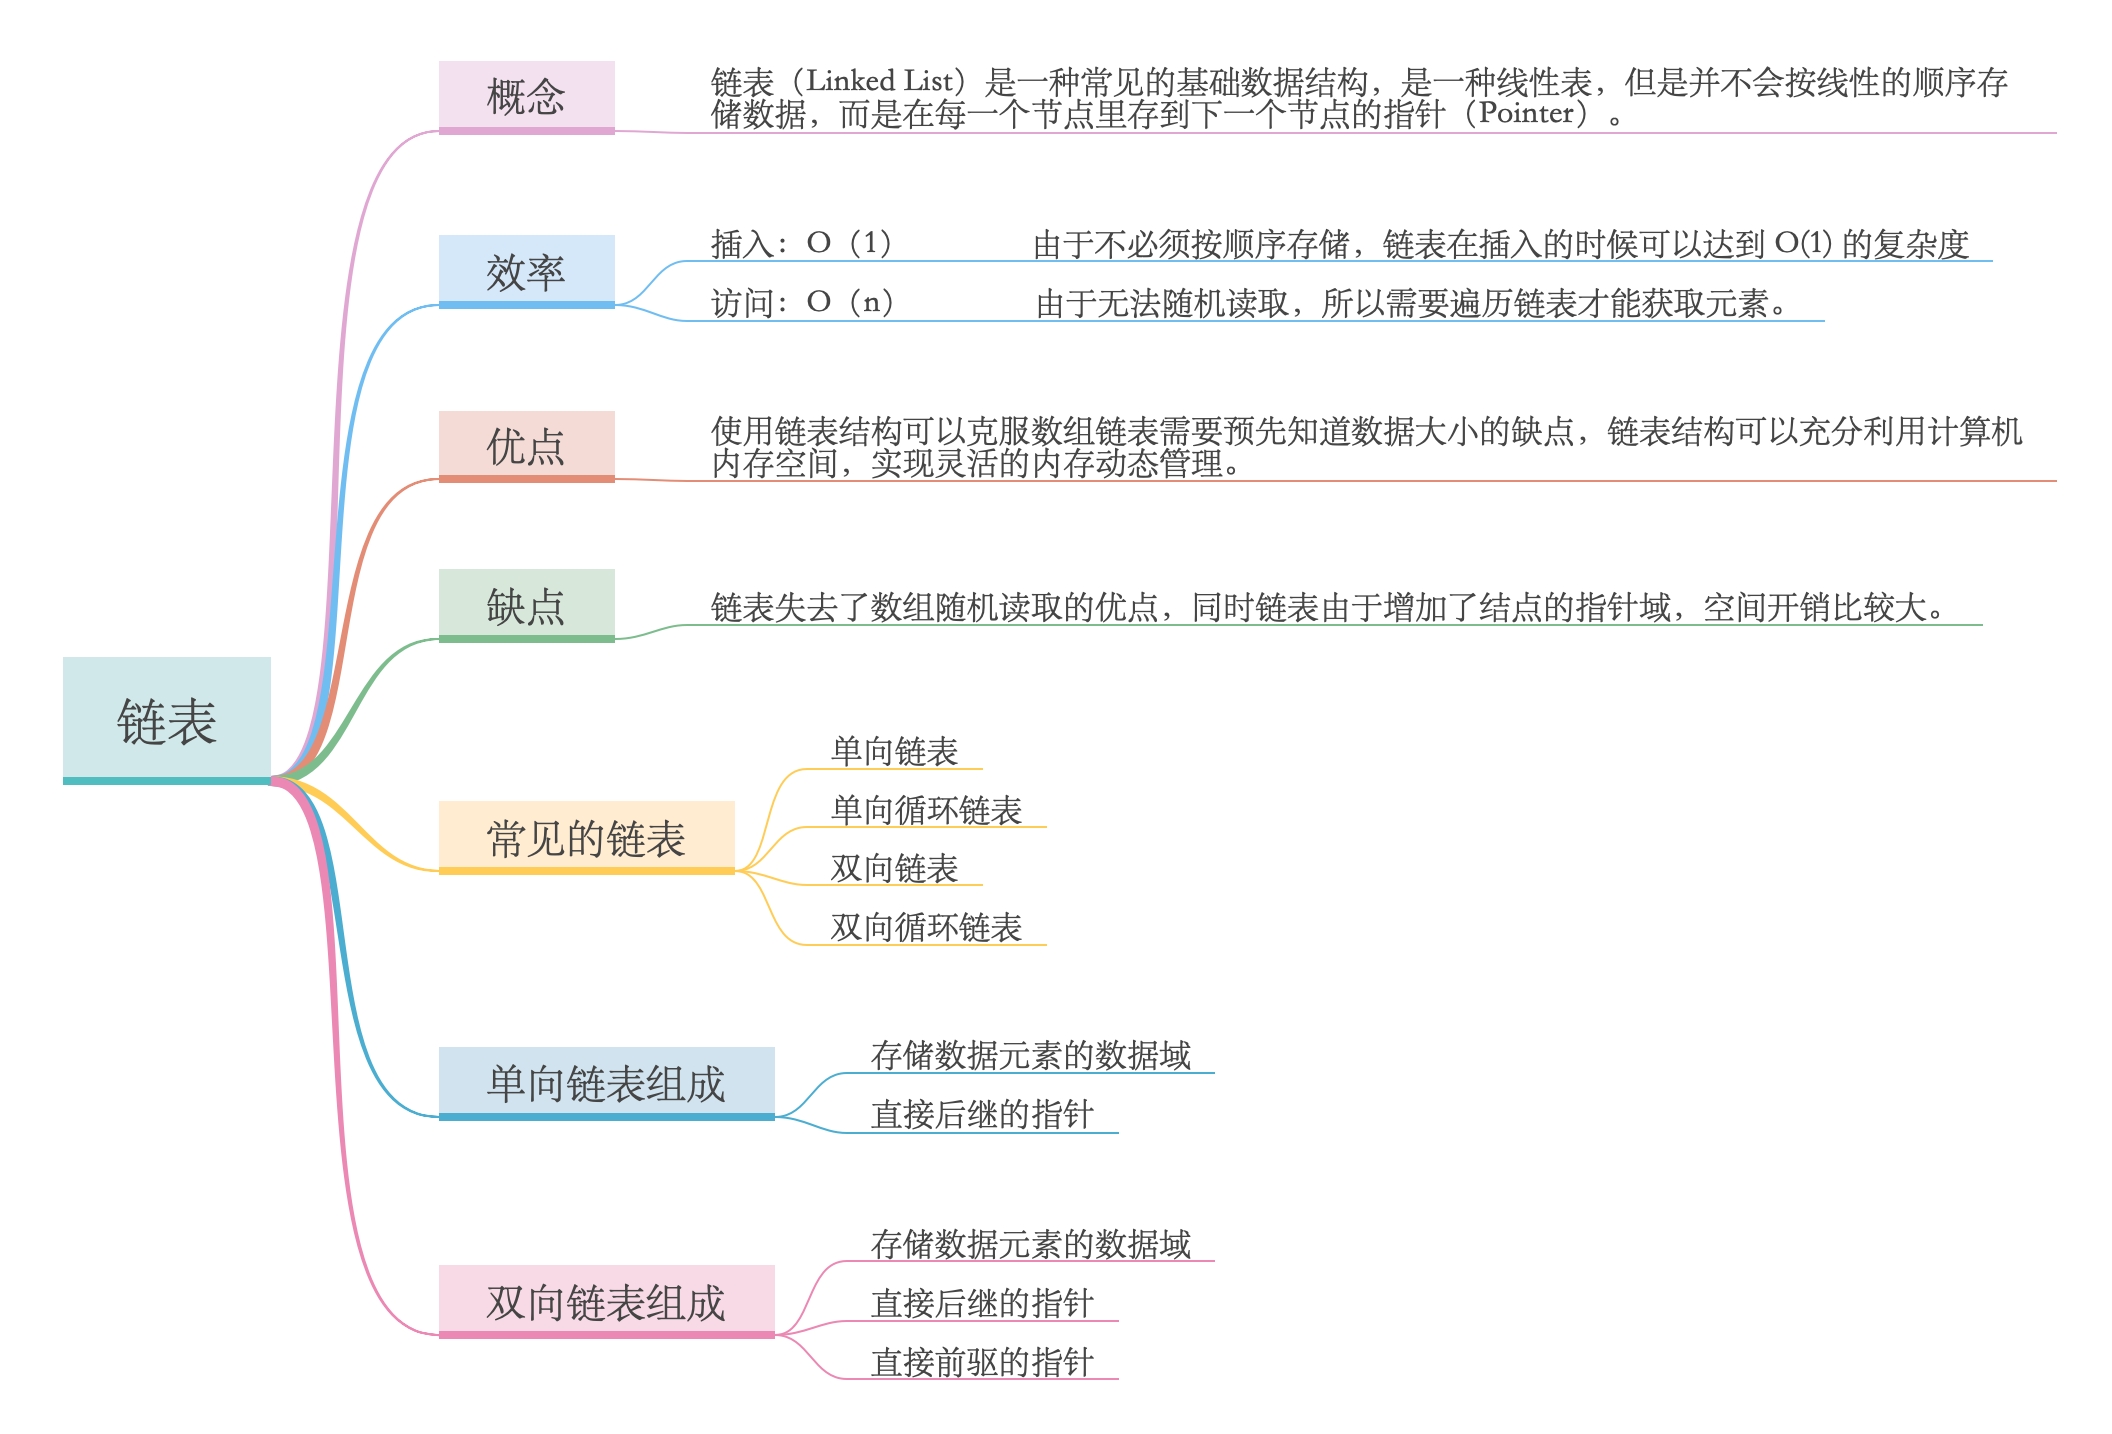 链表
概念
链表（Linked List）是一种常见的基础数据结构，是一种线性表，但是并不会按线性的顺序存
储数据，而是在每一个节点里存到下一个节点的指针（Pointer）。
效率
插入：O（1） 由于不必须按顺序存储，链表在插入的时候可以达到 O(1) 的复杂度
访问：O（n） 由于无法随机读取，所以需要遍历链表才能获取元素。
优点
使用链表结构可以克服数组链表需要预先知道数据大小的缺点，链表结构可以充分利用计算机
内存空间，实现灵活的内存动态管理。
缺点
链表失去了数组随机读取的优点，同时链表由于增加了结点的指针域，空间开销比较大。
常见的链表
单向链表
单向循环链表
双向链表
双向循环链表
单向链表组成
存储数据元素的数据域
直接后继的指针
双向链表组成
存储数据元素的数据域
直接后继的指针
直接前驱的指针